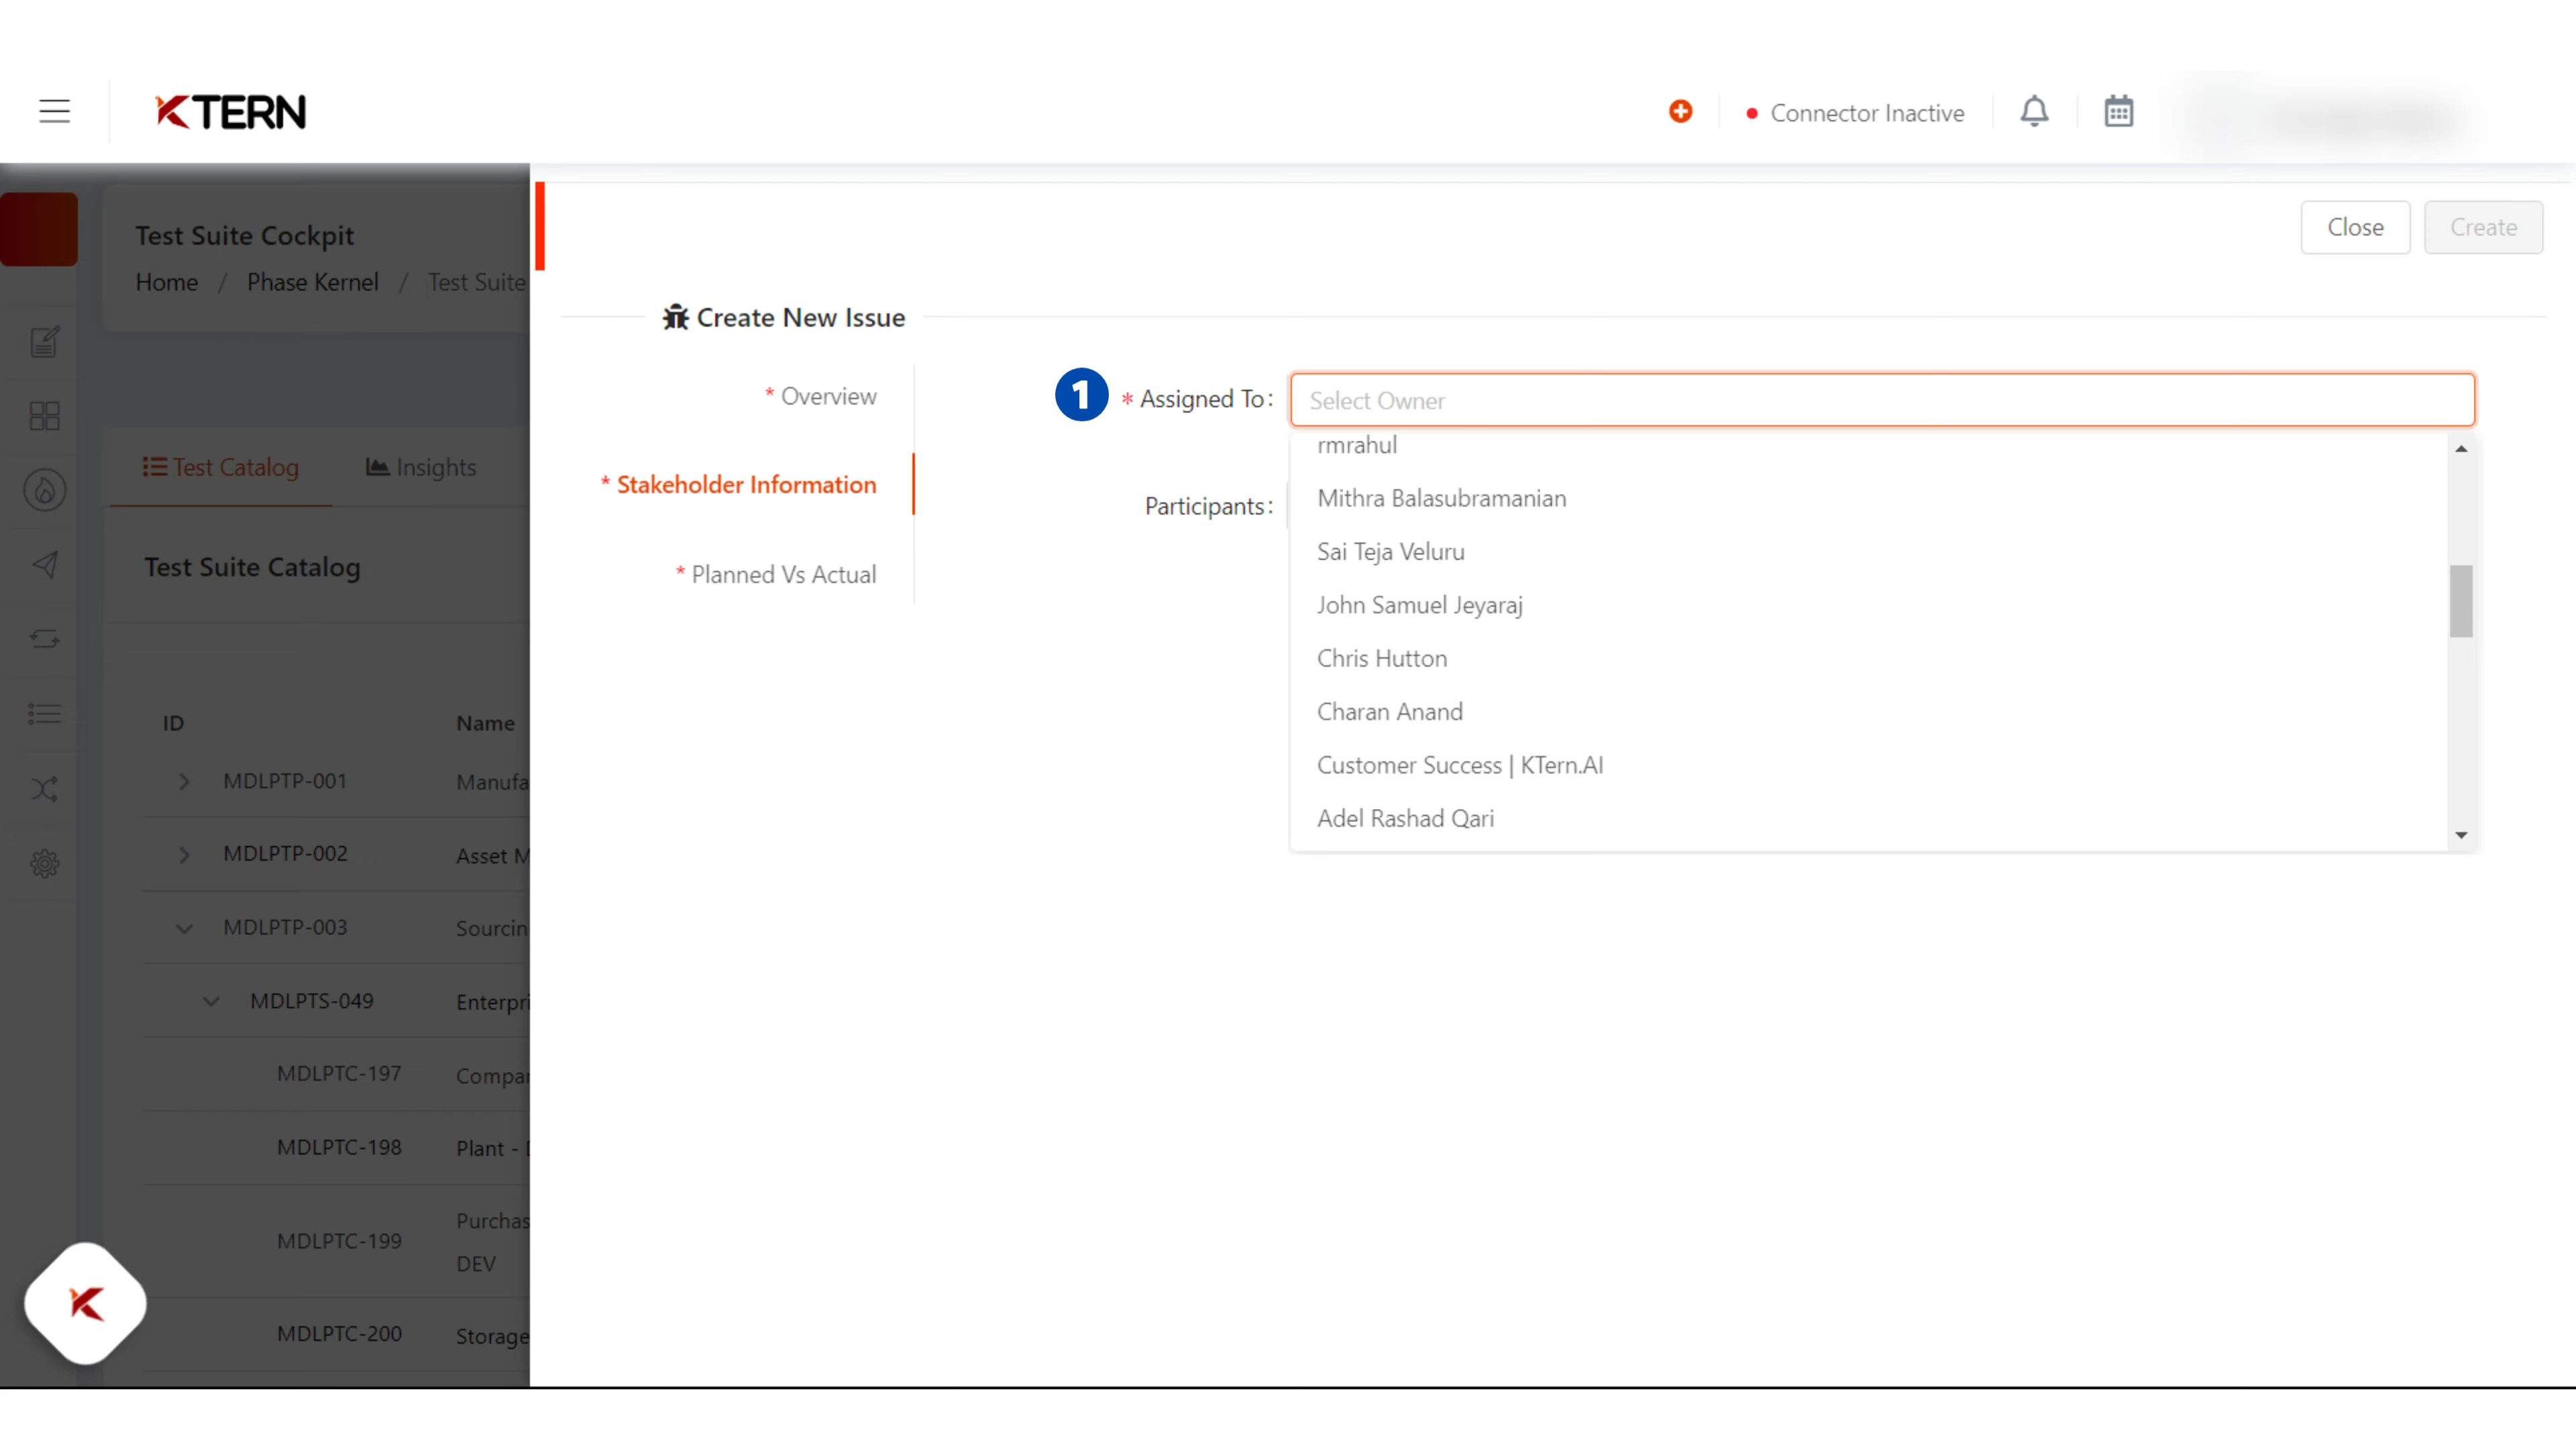 KTERN
Connector Inactive
Test Suite Cockpit
Home / Phase Kernel / Test Suite
Close
Create
Create New Issue
* Overview
1
* Assigned To:
Select Owner
Test Catalog
Insights
* Stakeholder Information
Participants:
* Planned Vs Actual
rmrahul
Mithra Balasubramanian
Sai Teja Veluru
John Samuel Jeyaraj
Chris Hutton
Charan Anand
Customer Success | KTern.AI
Adel Rashad Qari
Test Suite Catalog
ID Name
MDLPTP-001 Manufa
MDLPTP-002 Asset M
MDLPTP-003 Sourcin
MDLPTS-049 Enterpri
MDLPTC-197 Compar
MDLPTC-198 Plant -
MDLPTC-199 Purchas
DEV
MDLPTC-200 Storage